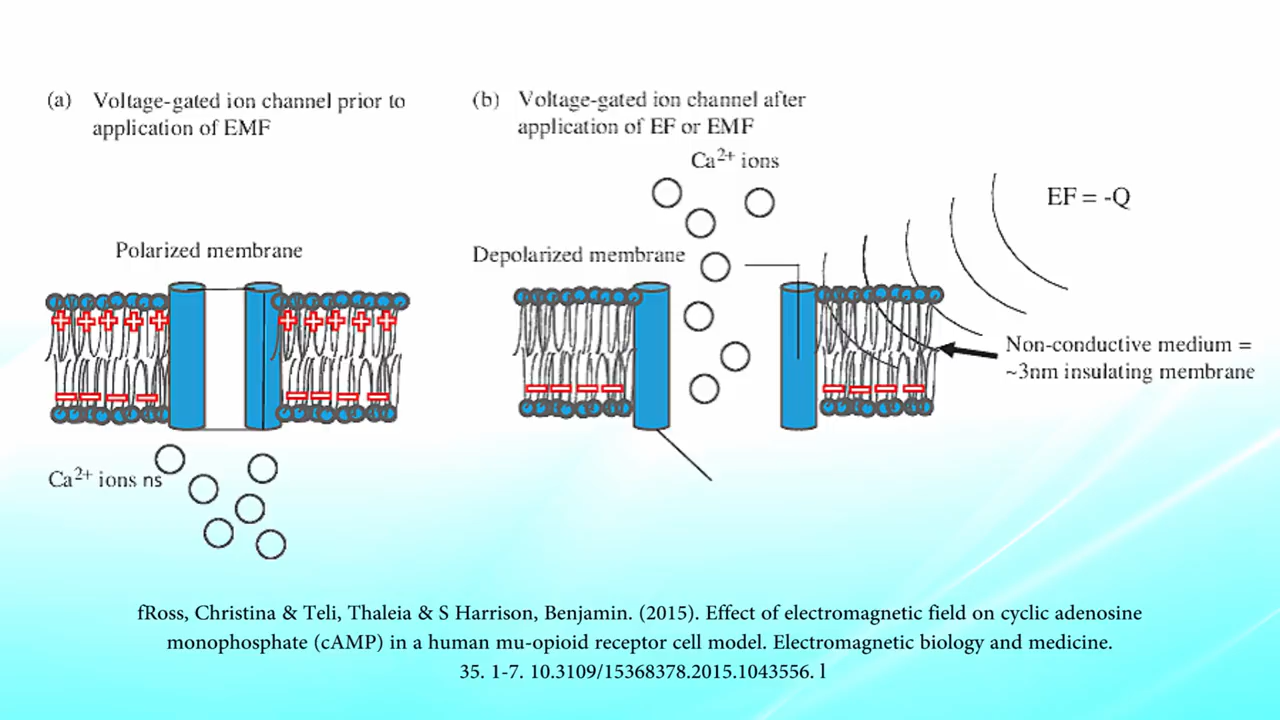 (a) Voltage-gated ion channel prior to
application of EMF
(b) Voltage-gated ion channel after
application of EF or EMF
Ca²⁺ ions
EF = -Q
Polarized membrane
Depolarized membrane
Non-conductive medium =
~3nm insulating membrane
Ca²⁺ ions ns
fRoss, Christina & Teli, Thaleia & S Harrison, Benjamin. (2015). Effect of electromagnetic field on cyclic adenosine
monophosphate (cAMP) in a human mu-opioid receptor cell model. Electromagnetic biology and medicine.
35. 1-7. 10.3109/15368378.2015.1043556. l